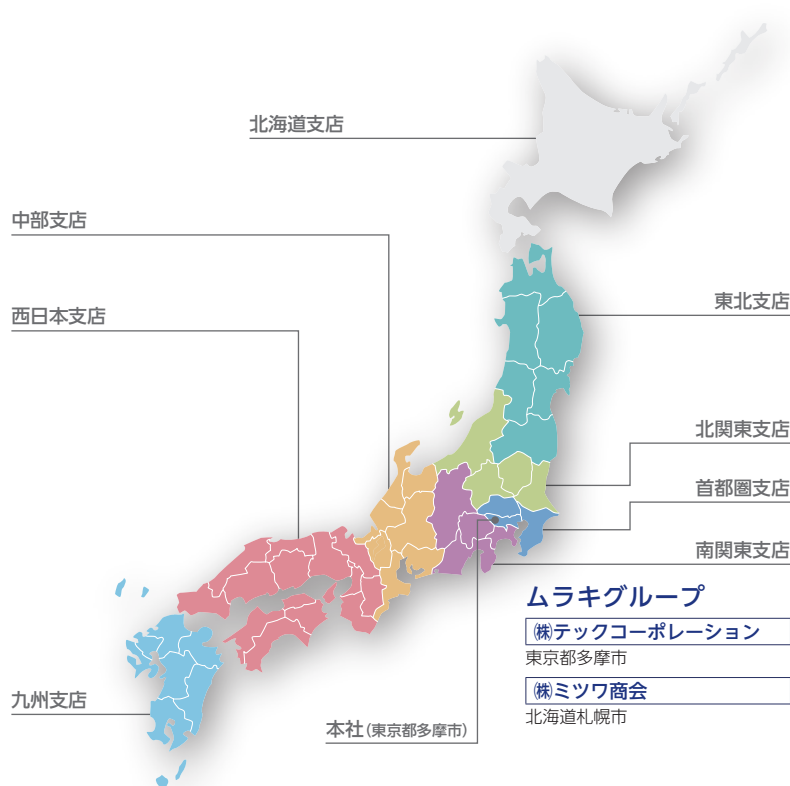 北海道支店
中部支店
西日本支店
東北支店
北関東支店
首都圏支店
南関東支店
ムラキグループ
㈱テックコーポレーション
東京都多摩市
㈱ミツワ商会
北海道札幌市
九州支店
本社(東京都多摩市)